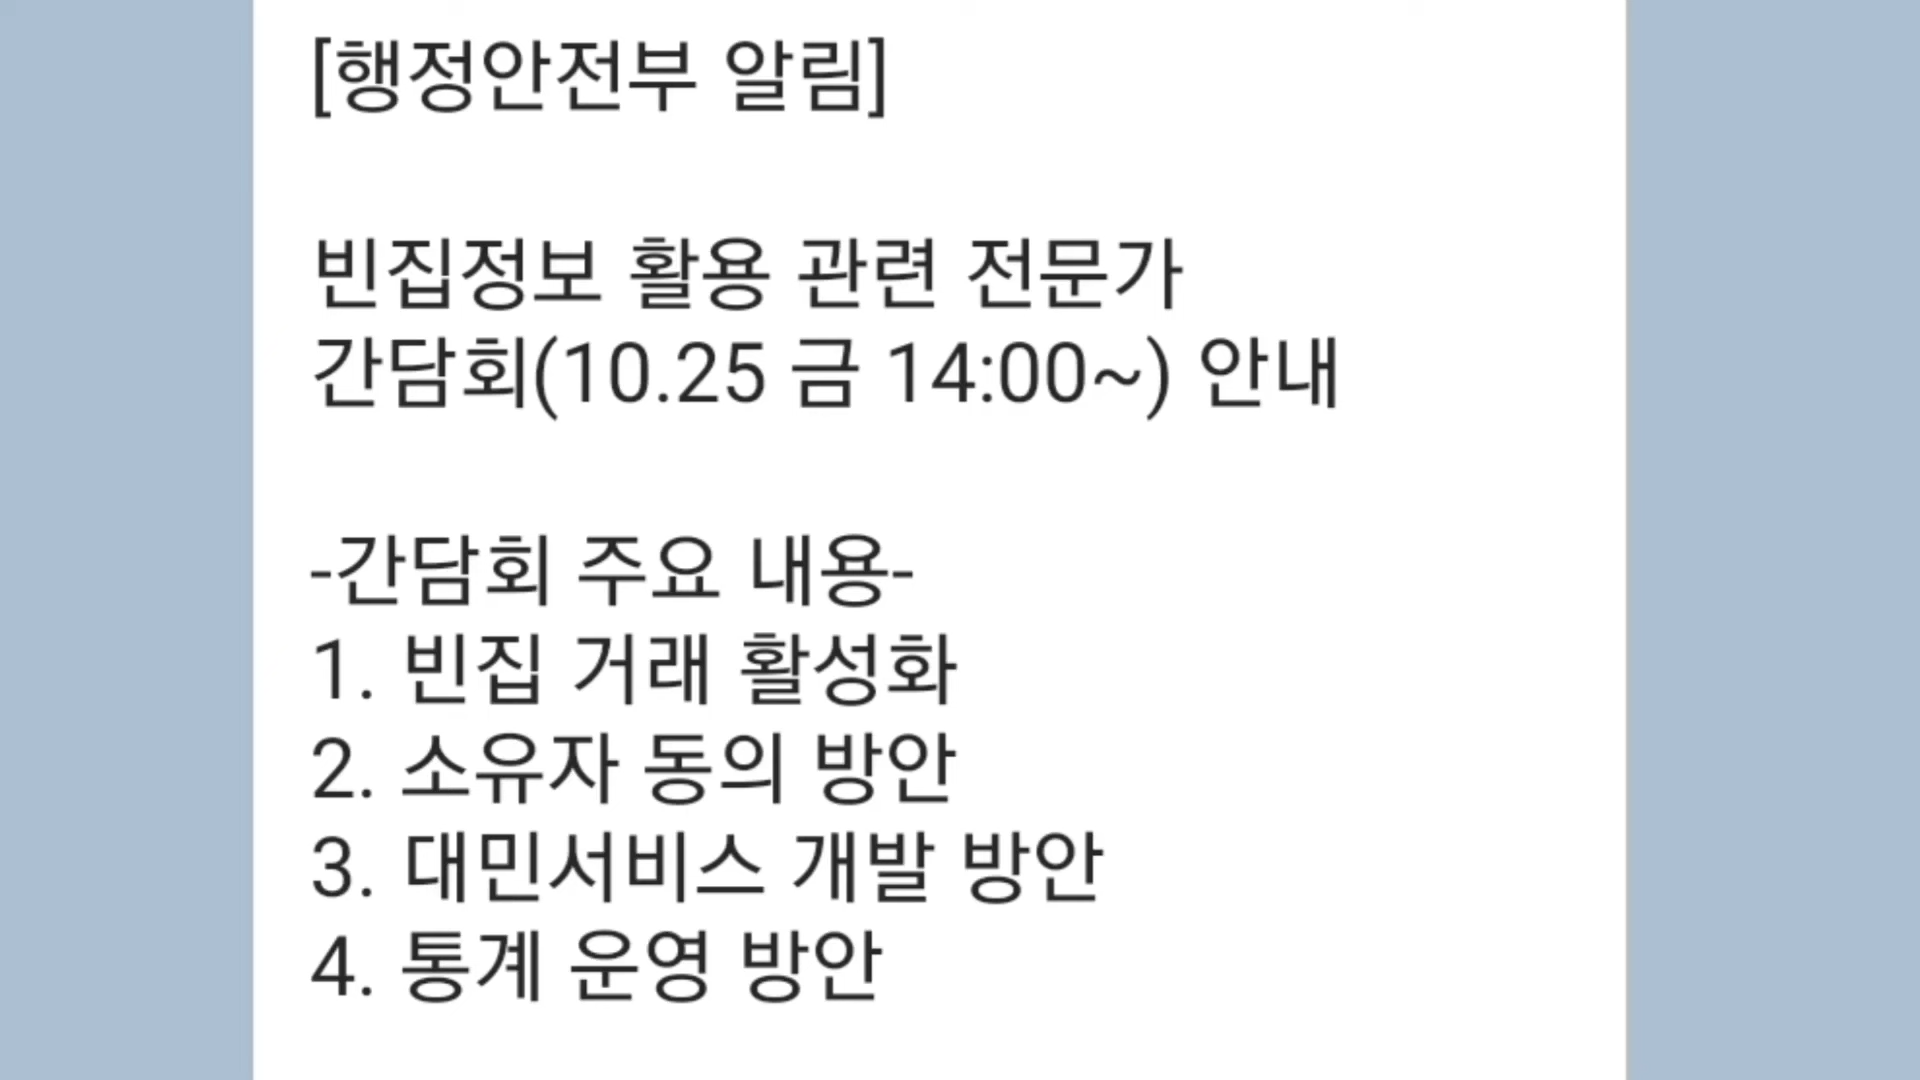 [행정안전부 알림]
빈집정보 활용 관련 전문가
간담회(10.25 금 14:00~) 안내
-간담회 주요 내용-
1. 빈집 거래 활성화
2. 소유자 동의 방안
3. 대민서비스 개발 방안
4. 통계 운영 방안